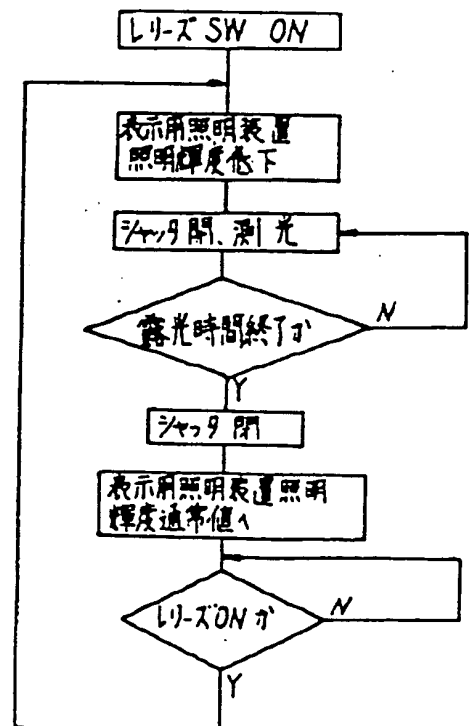 レリーズ SW ON
表示用照明装置
照明輝度低下
シャッタ開、測光
露光時間終了か
N
Y
シャッタ閉
表示用照明装置照明
輝度通常値へ
レリーズONか
N
Y